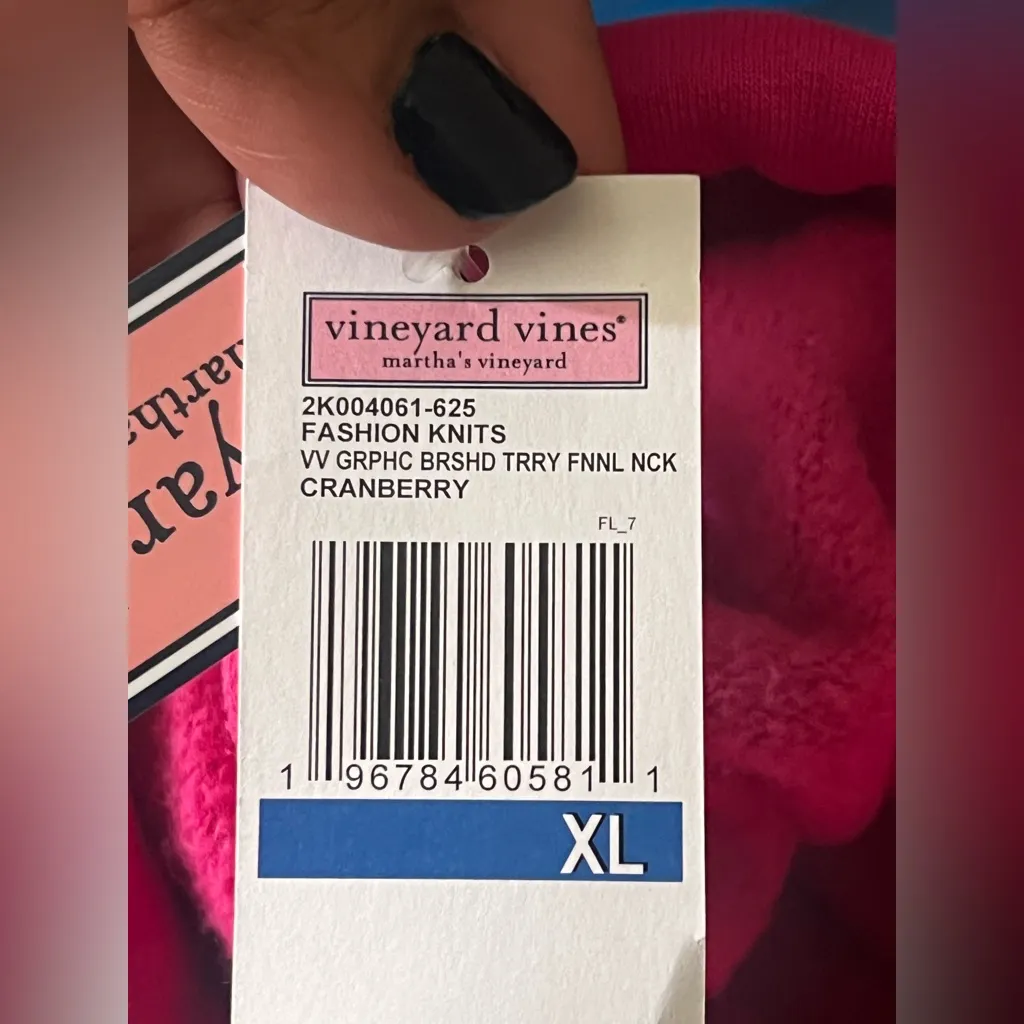 vineyard vines®
martha's vineyard
2K004061-625
FASHION KNITS
VV GRPHC BRSHD TRRY FNNL NCK
CRANBERRY
FL_7
1 96784 60581 1
XL